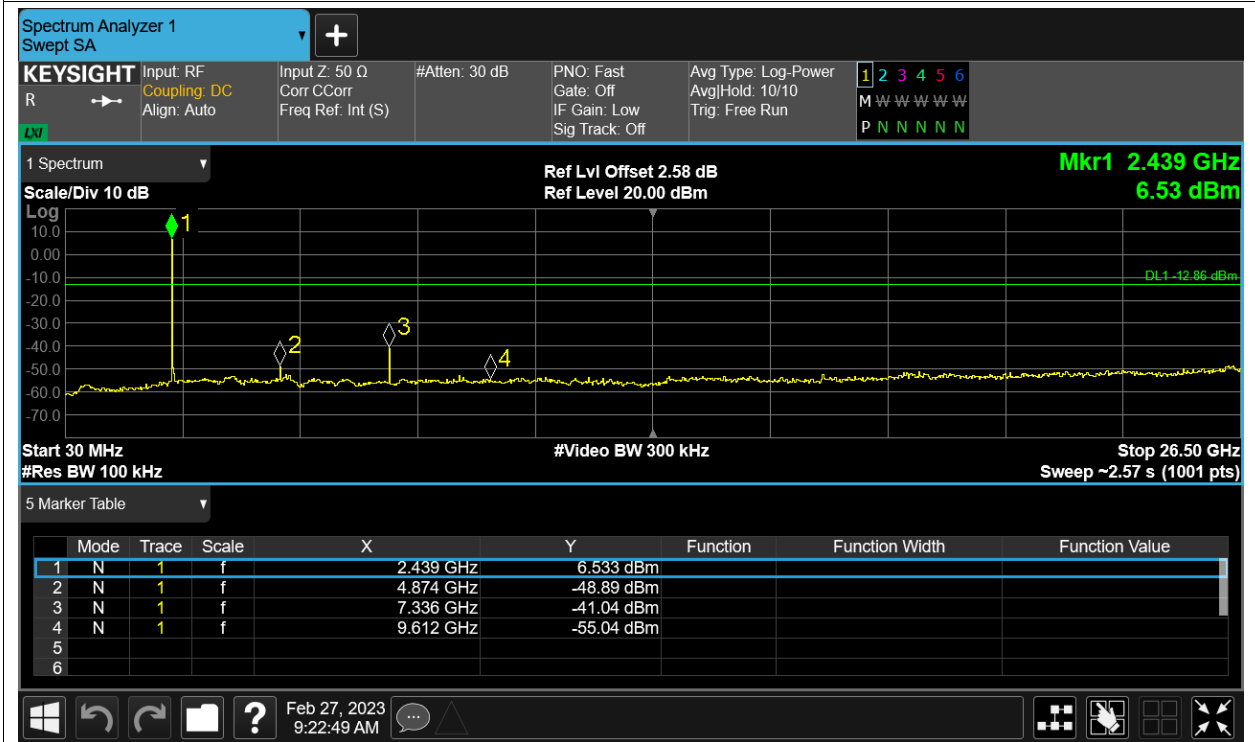 Spectrum Analyzer 1
Swept SA
KEYSIGHT
R
LXI
Input: RF
Coupling: DC
Align: Auto
Input Z: 50 Ω
Corr CCorr
Freq Ref: Int (S)
#Atten: 30 dB
PNO: Fast
Gate: Off
IF Gain: Low
Sig Track: Off
Avg Type: Log-Power
Avg|Hold: 10/10
Trig: Free Run
1 2 3 4 5 6
M W W W W W
P N N N N N
1 Spectrum
Scale/Div 10 dB
Ref Lvl Offset 2.58 dB
Ref Level 20.00 dBm
Mkr1 2.439 GHz
6.53 dBm
Log
10.0
0.00
-10.0
-20.0
-30.0
-40.0
-50.0
-60.0
-70.0
1
2
3
4
DL1 -12.86 dBm
Start 30 MHz
#Res BW 100 kHz
#Video BW 300 kHz
Stop 26.50 GHz
Sweep ~2.57 s (1001 pts)
5 Marker Table
Mode Trace Scale X Y Function Function Width Function Value
1 N 1 f 2.439 GHz 6.533 dBm
2 N 1 f 4.874 GHz -48.89 dBm
3 N 1 f 7.336 GHz -41.04 dBm
4 N 1 f 9.612 GHz -55.04 dBm
5
6
?
Feb 27, 2023
9:22:49 AM